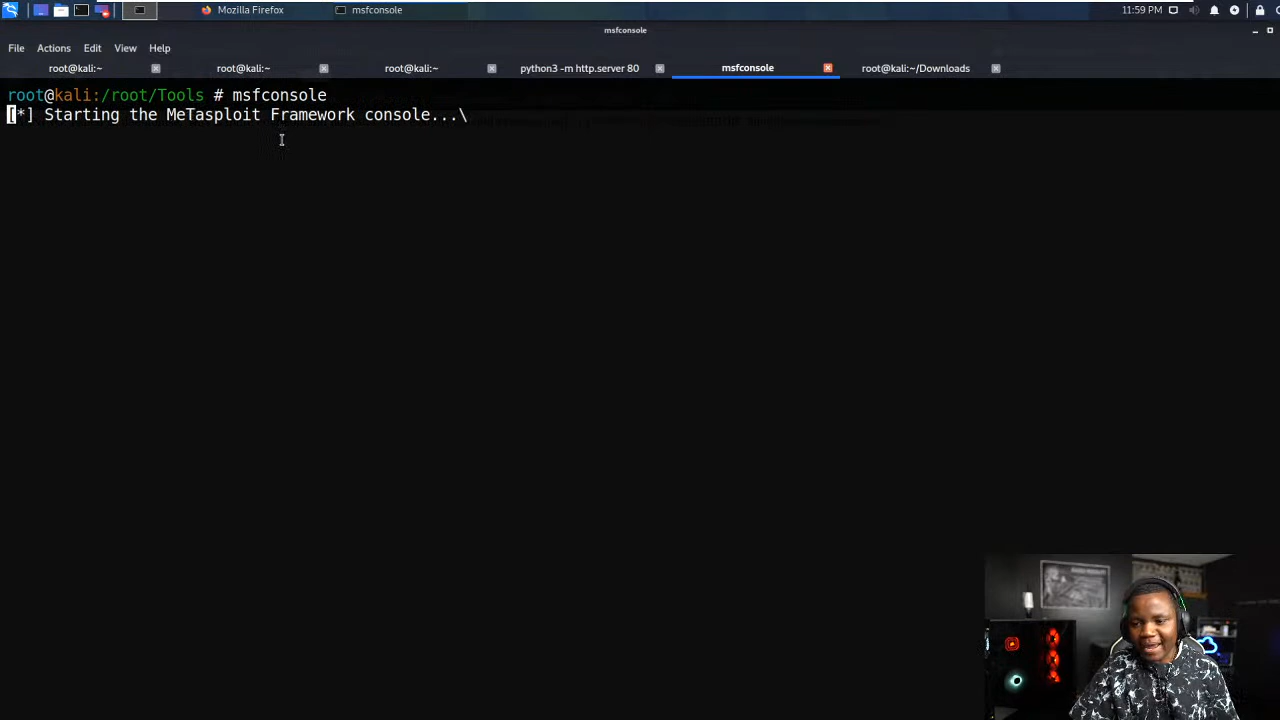 Mozilla Firefox
msfconsole
11:59 PM
msfconsole
File Actions Edit View Help
root@kali:~
root@kali:~
root@kali:~
python3 -m http.server 80
msfconsole
root@kali:~/Downloads
root@kali:/root/Tools # msfconsole
[*] Starting the MeTasploit Framework console...\